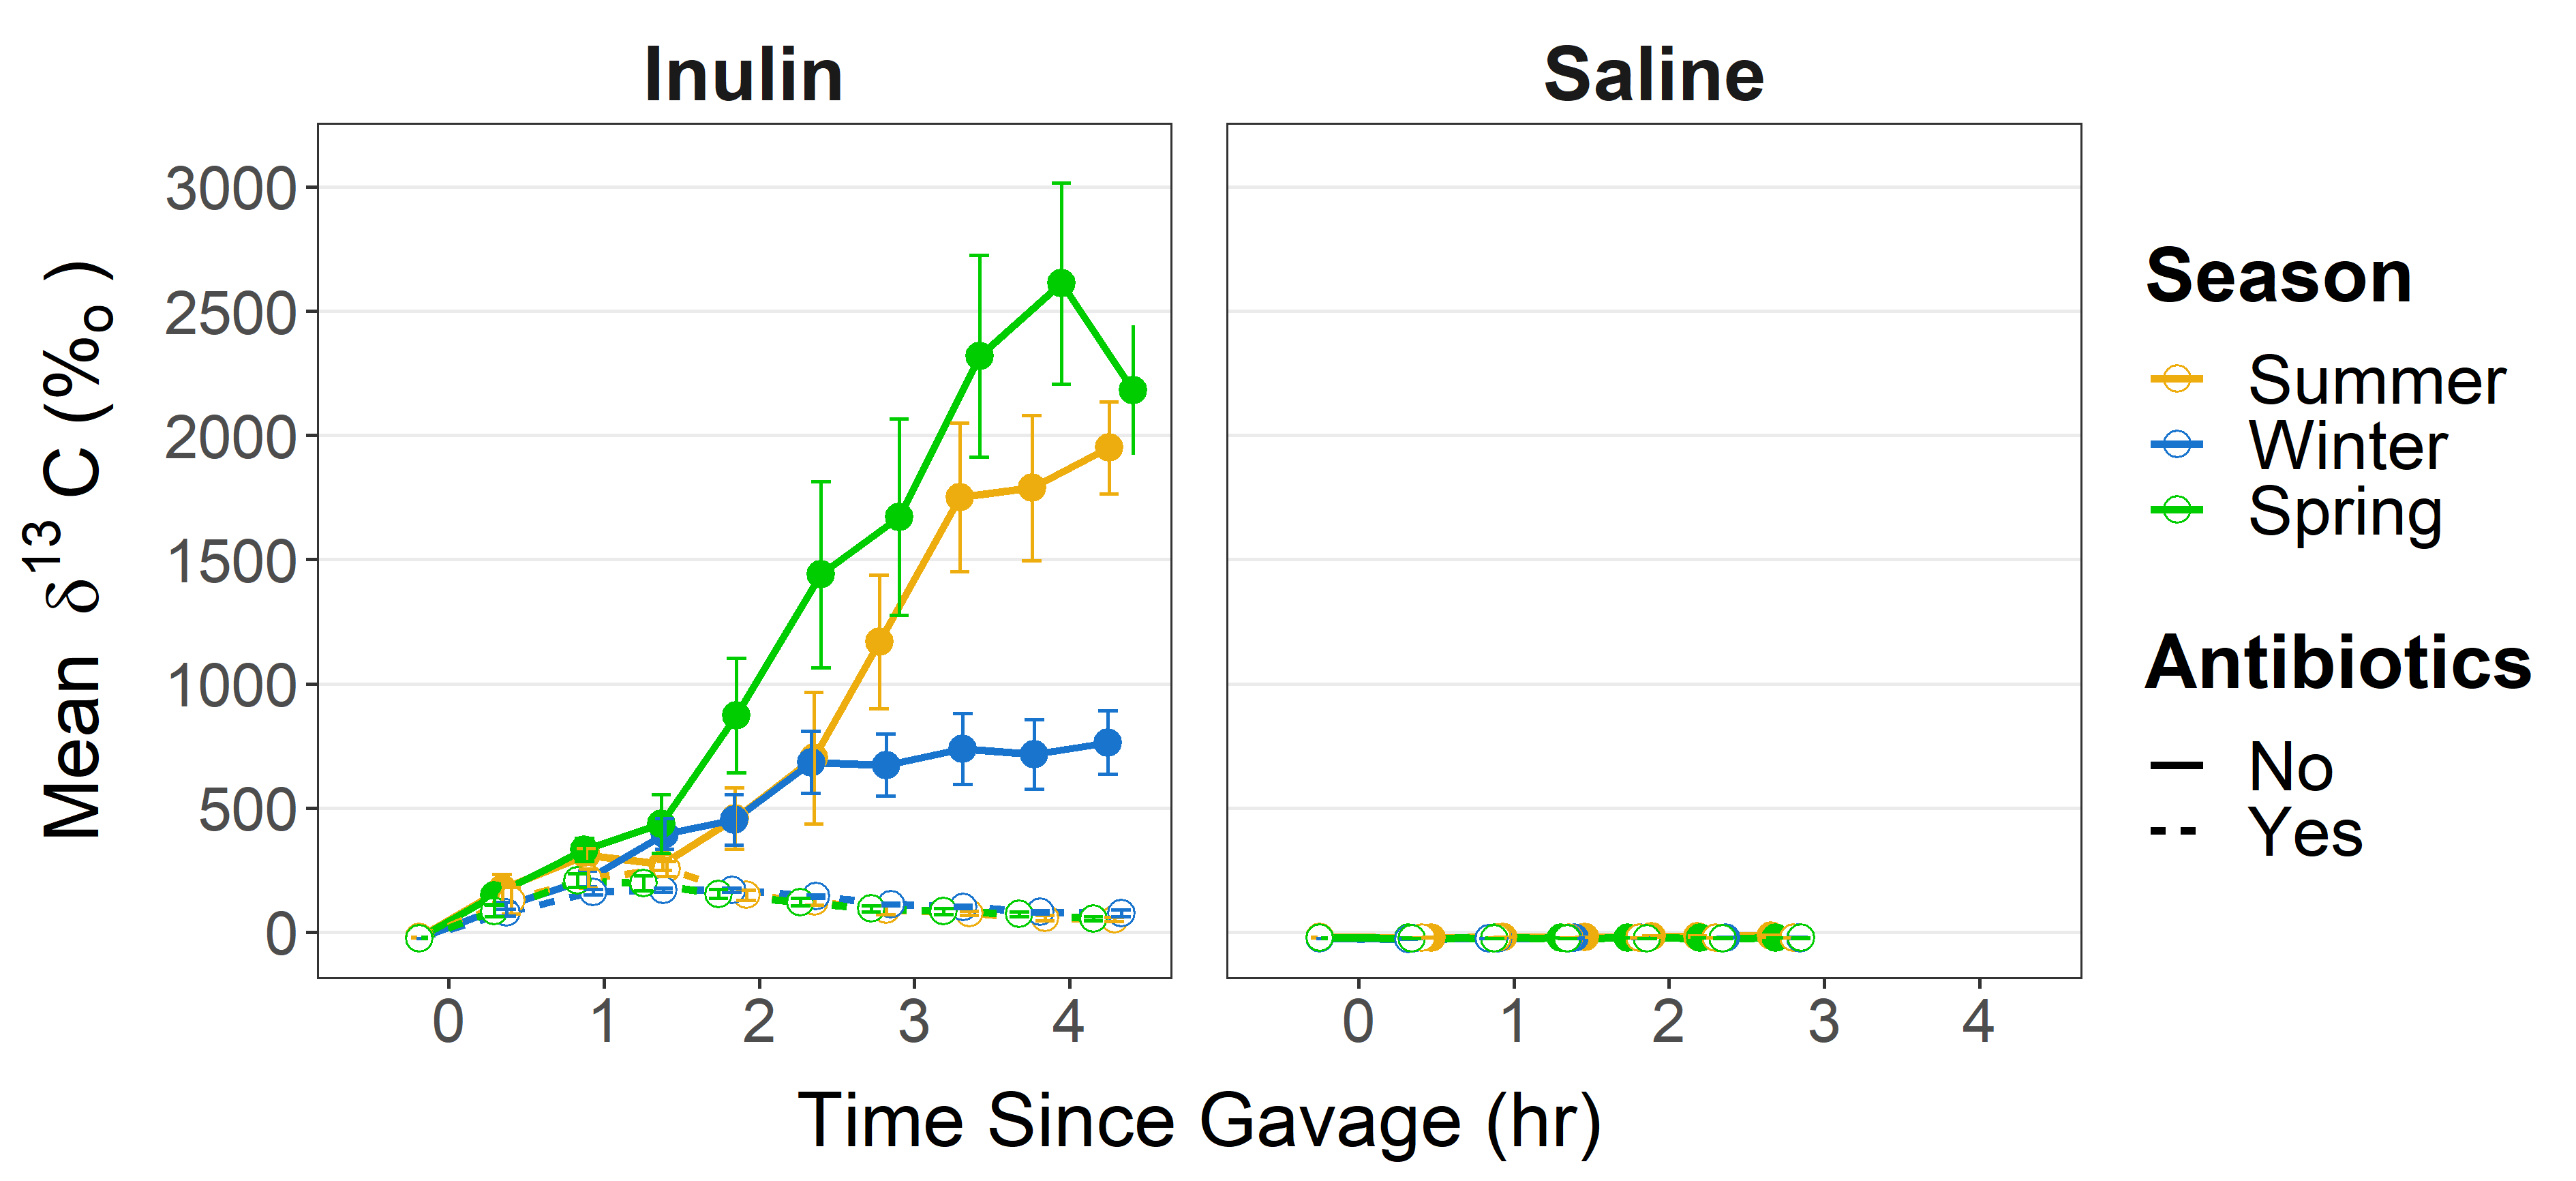 Inulin
Saline
Mean δ13 C (‰)
3000
2500
2000
1500
1000
500
0
0 1 2 3 4
0 1 2 3 4
Time Since Gavage (hr)
Season
Summer
Winter
Spring
Antibiotics
No
Yes